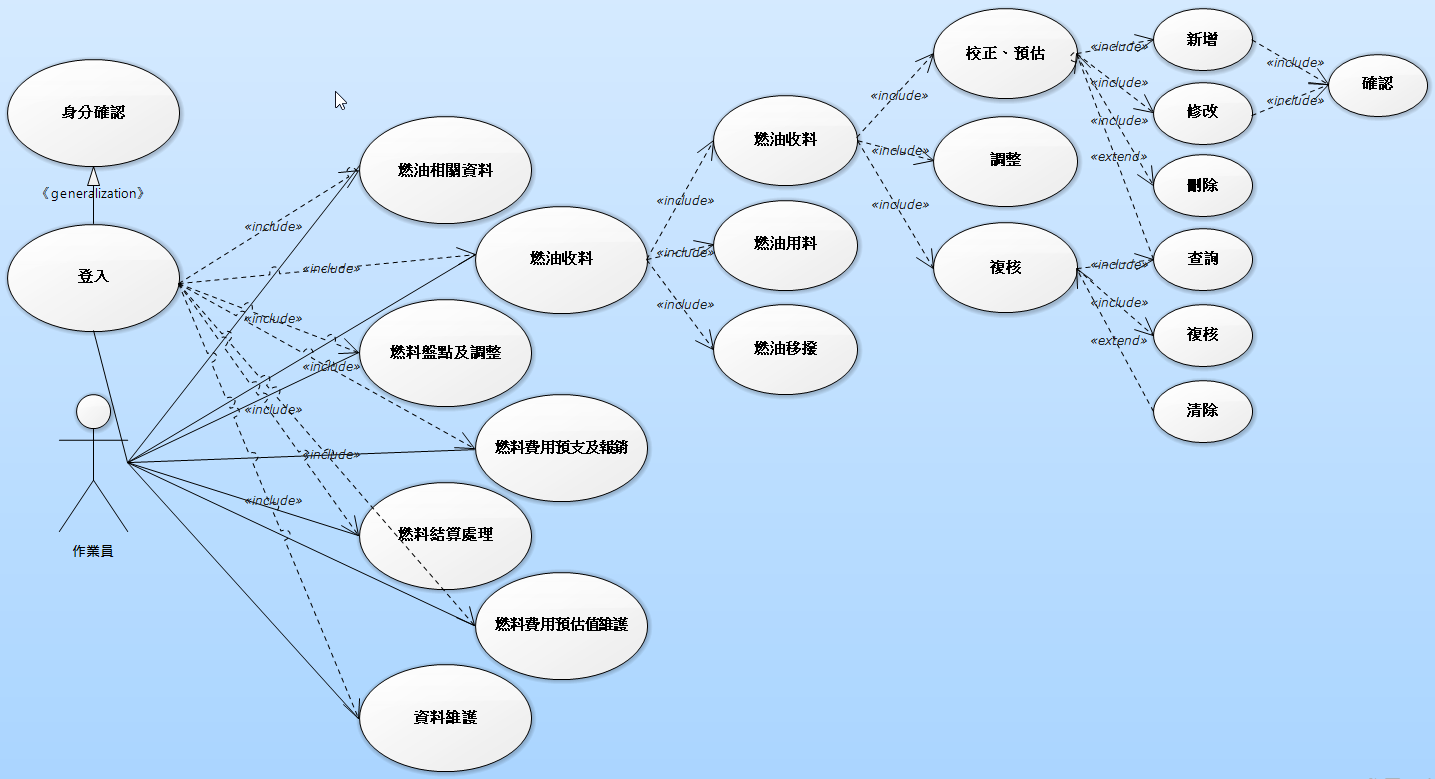 身分確認
《generalization》
登入
作業員
燃油相關資料
燃油收料
燃料盤點及調整
燃料費用預支及報銷
燃料結算處理
燃料費用預估值維護
資料維護
«include»
«include»
«include»
«include»
«include»
«include»
«include»
燃油收料
燃油用料
燃油移撥
«include»
«include»
«include»
校正、預估
調整
複核
«include»
«include»
«include»
新增
修改
刪除
查詢
複核
清除
«include»
«include»
«include»
«extend»
«include»
«include»
«extend»
«include»
«include»
確認